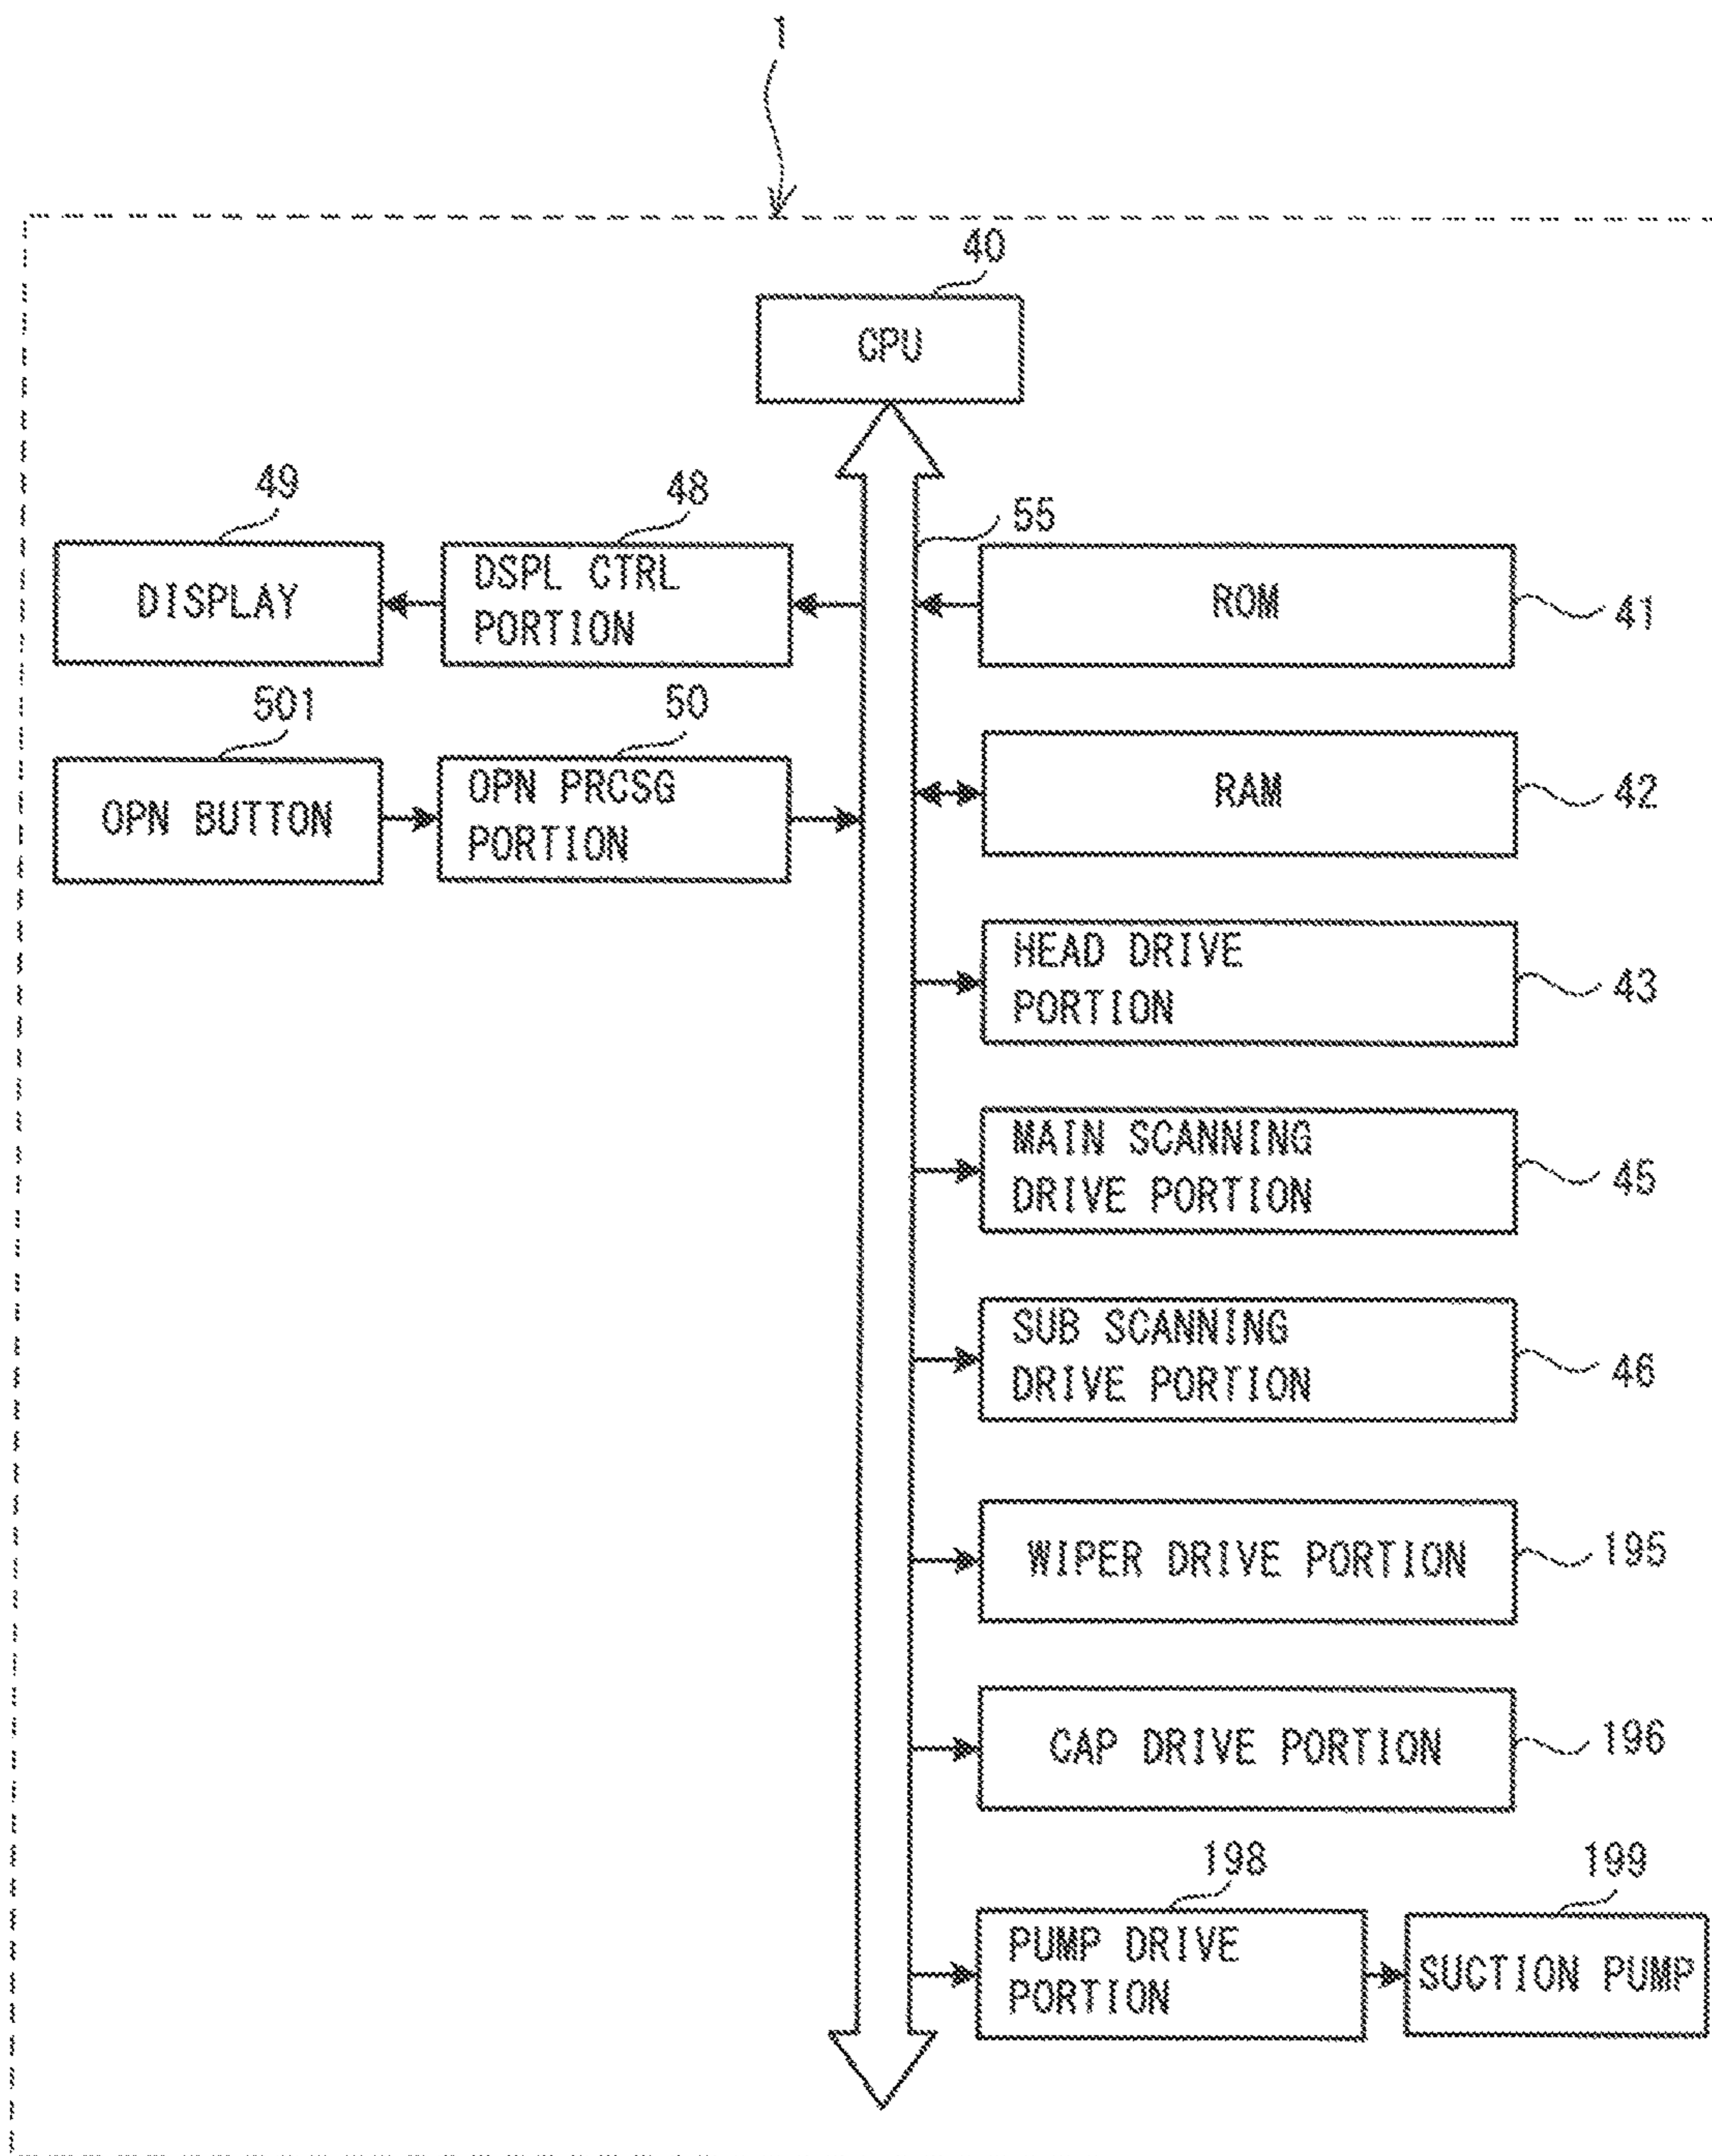 1
40
CPU
49
48
55
DISPLAY
DSPL CTRL
PORTION
ROM
41
501
50
OPN BUTTON
OPN PRCSG
PORTION
RAM
42
HEAD DRIVE
PORTION
43
MAIN SCANNING
DRIVE PORTION
45
SUB SCANNING
DRIVE PORTION
46
WIPER DRIVE PORTION
195
CAP DRIVE PORTION
196
198
199
PUMP DRIVE
PORTION
SUCTION PUMP